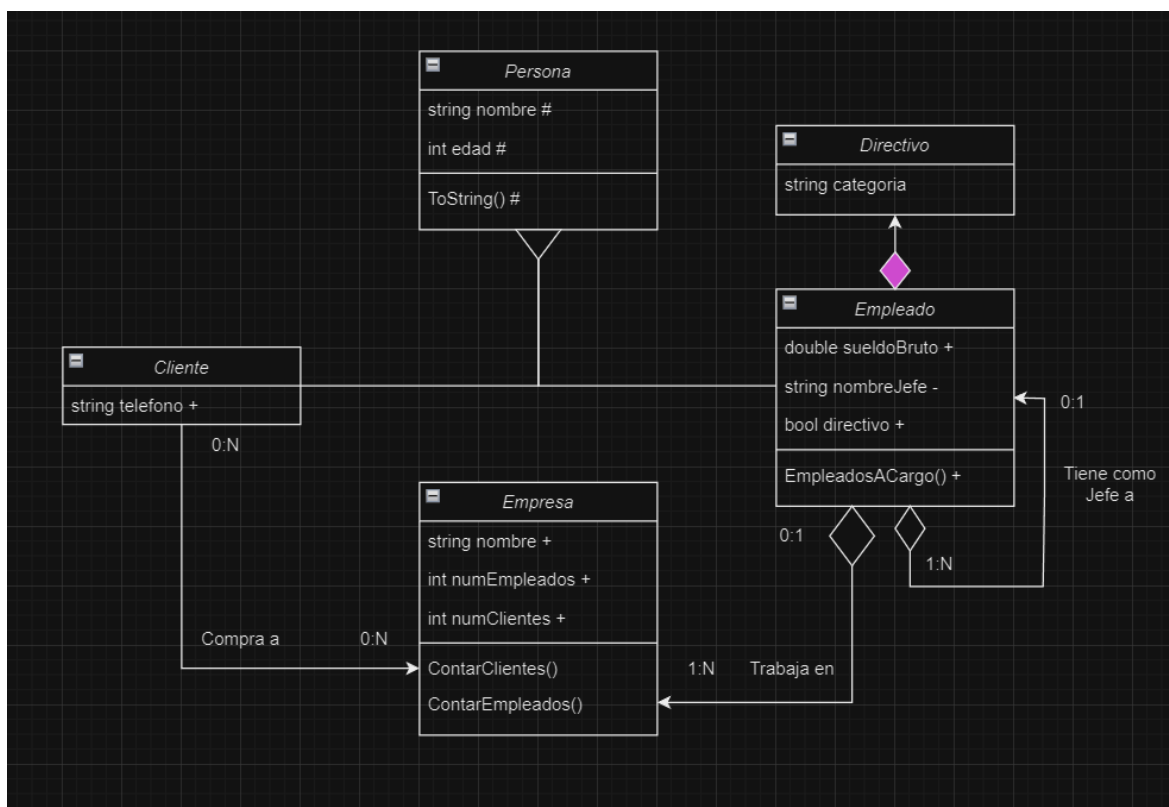 Persona
string nombre #
int edad #
ToString() #
Directivo
string categoria
Empleado
double sueldoBruto +
string nombreJefe -
bool directivo +
EmpleadosACargo() +
Cliente
string telefono +
0:N
0:1
Tiene como
Jefe a
Empresa
string nombre +
int numEmpleados +
int numClientes +
ContarClientes()
ContarEmpleados()
0:1
1:N
Compra a
0:N
1:N
Trabaja en